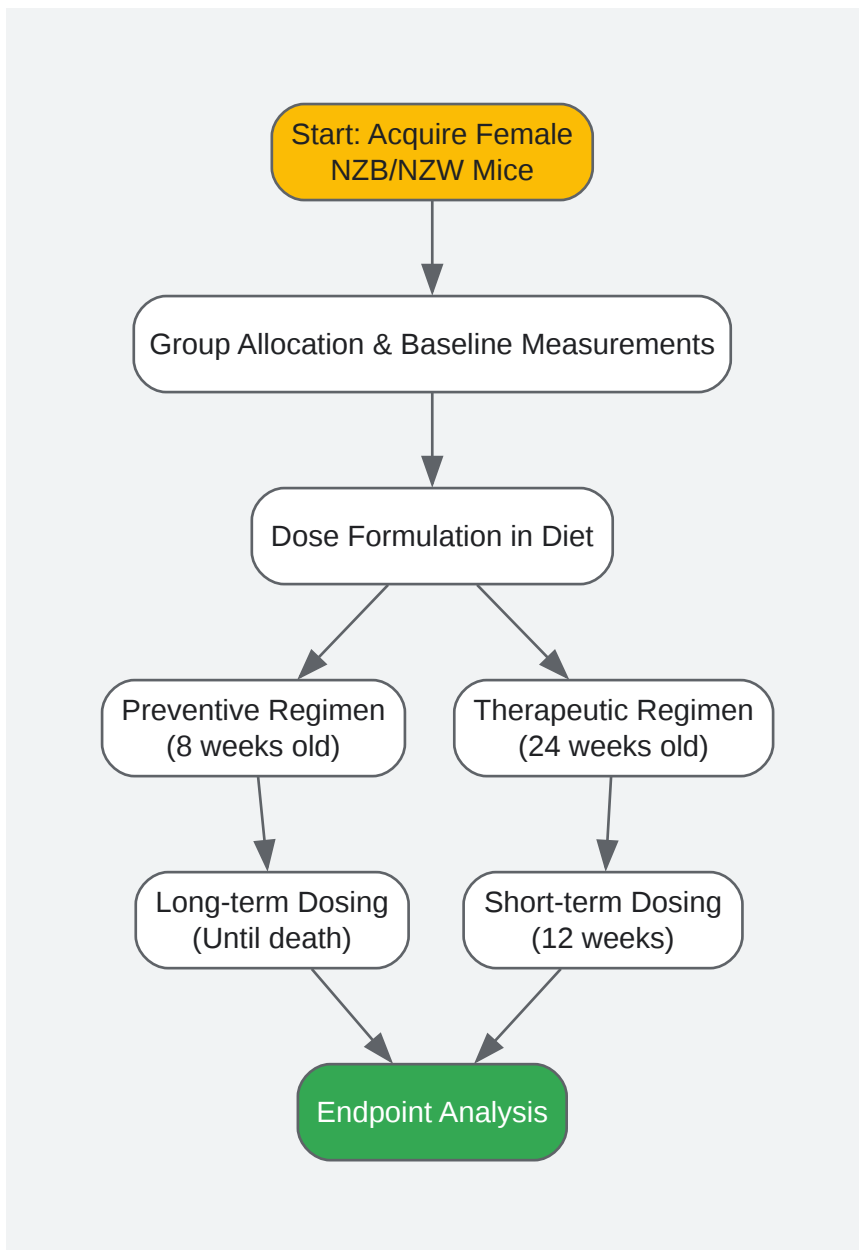 Start: Acquire Female
NZB/NZW Mice
Group Allocation & Baseline Measurements
Dose Formulation in Diet
Preventive Regimen
(8 weeks old)
Therapeutic Regimen
(24 weeks old)
Long-term Dosing
(Until death)
Short-term Dosing
(12 weeks)
Endpoint Analysis